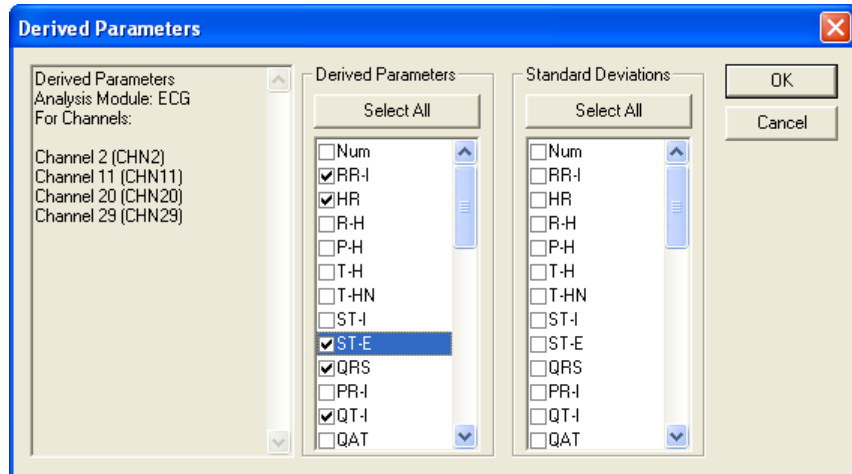 Derived Parameters
Derived Parameters
Analysis Module: ECG
For Channels:
Channel 2 (CHN2)
Channel 11 (CHN11)
Channel 20 (CHN20)
Channel 29 (CHN29)
Derived Parameters
Select All
Num
RR-I
HR
R-H
P-H
T-H
T-HN
ST-I
ST-E
QRS
PR-I
QT-I
QAT
Standard Deviations
Select All
Num
RR-I
HR
R-H
P-H
T-H
T-HN
ST-I
ST-E
QRS
PR-I
QT-I
QAT
OK
Cancel